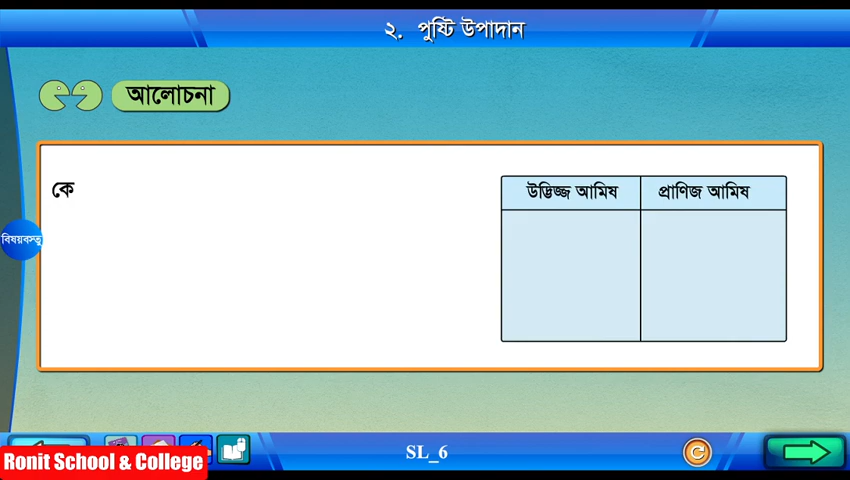 ২. পুষ্টি উপাদান
আলোচনা
কে
উদ্ভিজ্জ আমিষ
প্রাণিজ আমিষ
বিষয়বস্তু
SL_6
Ronit School & College